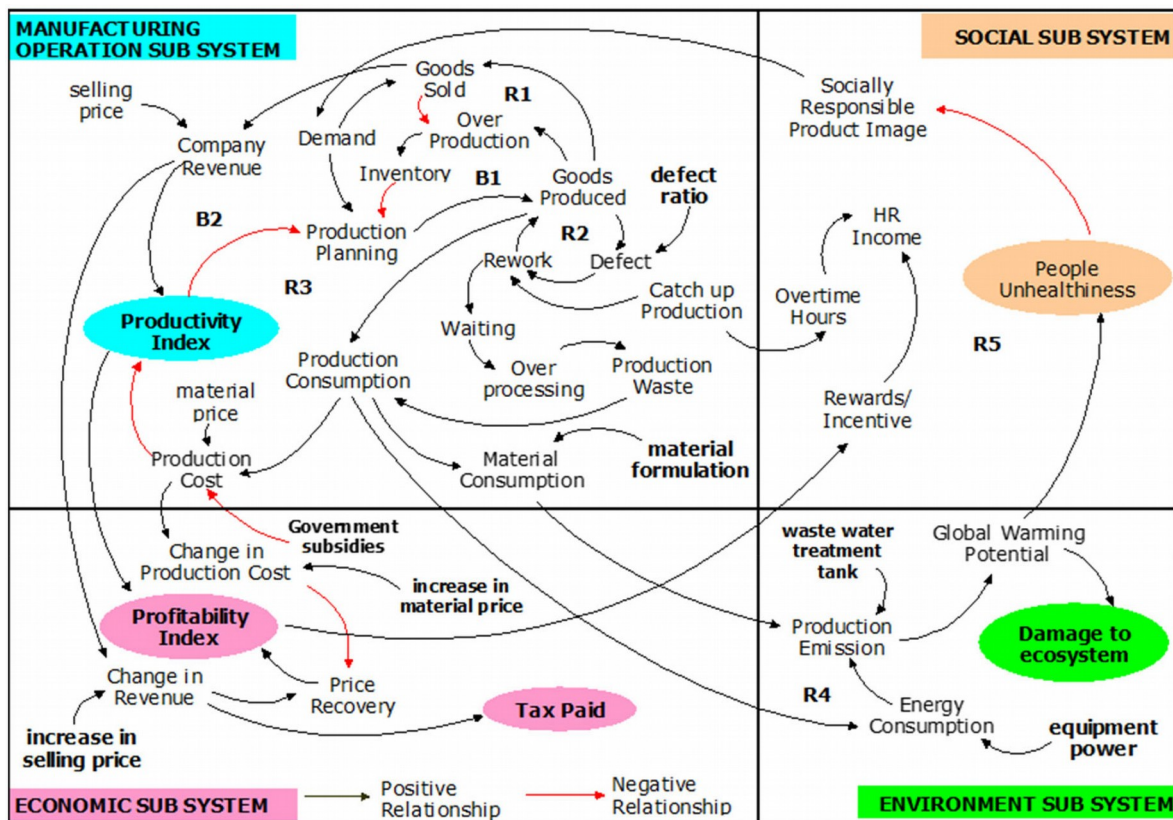 MANUFACTURING
OPERATION SUB SYSTEM
selling
price
Company
Revenue
Goods
Sold
R1
Demand
Over
Production
Inventory
B1
Goods
Produced
defect
ratio
B2
Production
Planning
R2
Rework
Defect
R3
Catch up
Production
Waiting
Productivity
Index
Production
Consumption
Over
processing
Production
Waste
material
price
Production
Cost
Material
Consumption
material
formulation
SOCIAL SUB SYSTEM
Socially
Responsible
Product Image
HR
Income
People
Unhealthiness
Overtime
Hours
R5
Rewards/
Incentive
Government
subsidies
Change in
Production Cost
increase in
material price
Profitability
Index
Change in
Revenue
Price
Recovery
Tax Paid
increase in
selling price
ECONOMIC SUB SYSTEM
Positive
Relationship
Negative
Relationship
waste water
treatment
tank
Global Warming
Potential
Production
Emission
Damage to
ecosystem
R4
Energy
Consumption
equipment
power
ENVIRONMENT SUB SYSTEM